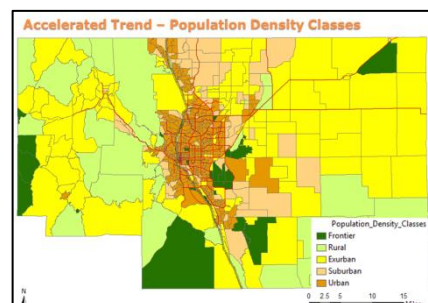 Accelerated Trend – Population Density Classes
Population_Density_Classes
Frontier
Rural
Exurban
Suburban
Urban
N
0 2.5 5 10 15